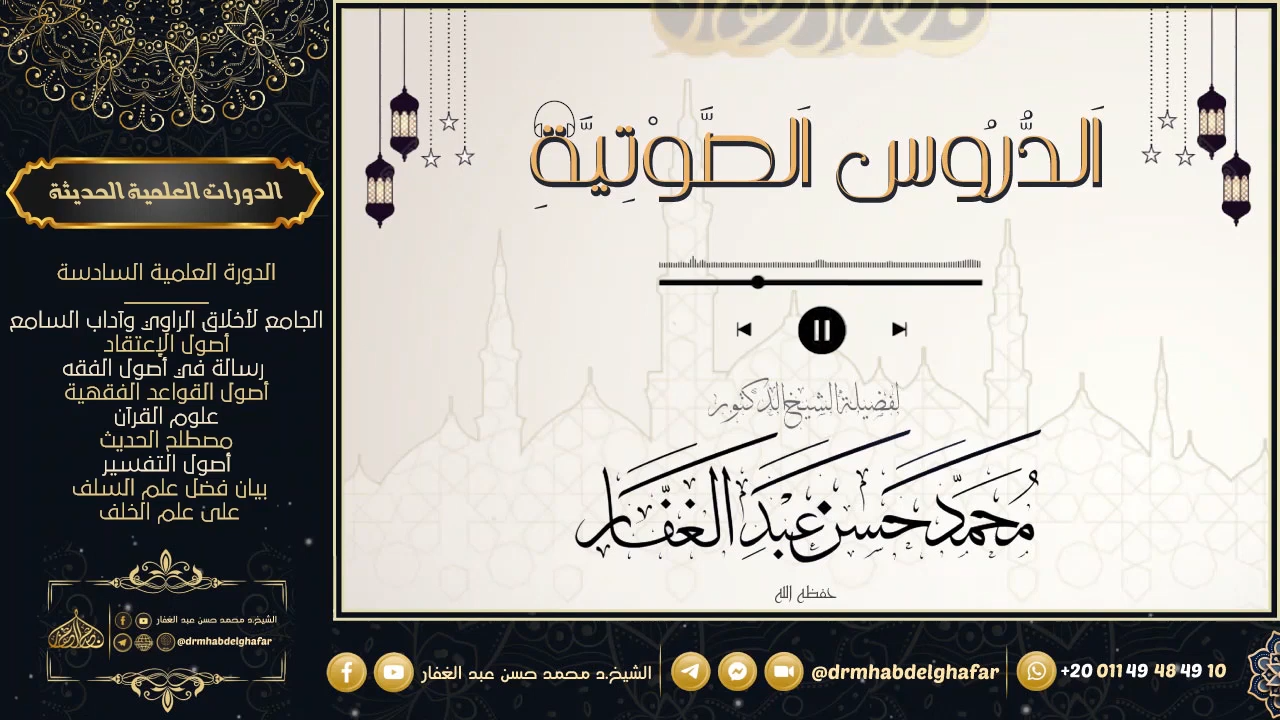 الدورات العلمية الحديثة
الدورة العلمية السادسة
الجامع لأخلاق الراوي وآداب السامع
أصول الإعتقاد
رسالة في أصول الفقه
أصول القواعد الفقهية
علوم القرآن
مصطلح الحديث
أصول التفسير
بيان فضل علم السلف
على علم الخلف
الشيخ.د محمد حسن عبد الغفار
@drmhabdelghafar
الدُّرُوس الصَّوْتِيَّةِ
لفضيلة الشيخ الدكتور
مُحَمَّد حَسَن عَبْدِ الغَفَّار
حفظه الله
الشيخ.د محمد حسن عبد الغفار
@drmhabdelghafar
+20 011 49 48 49 10